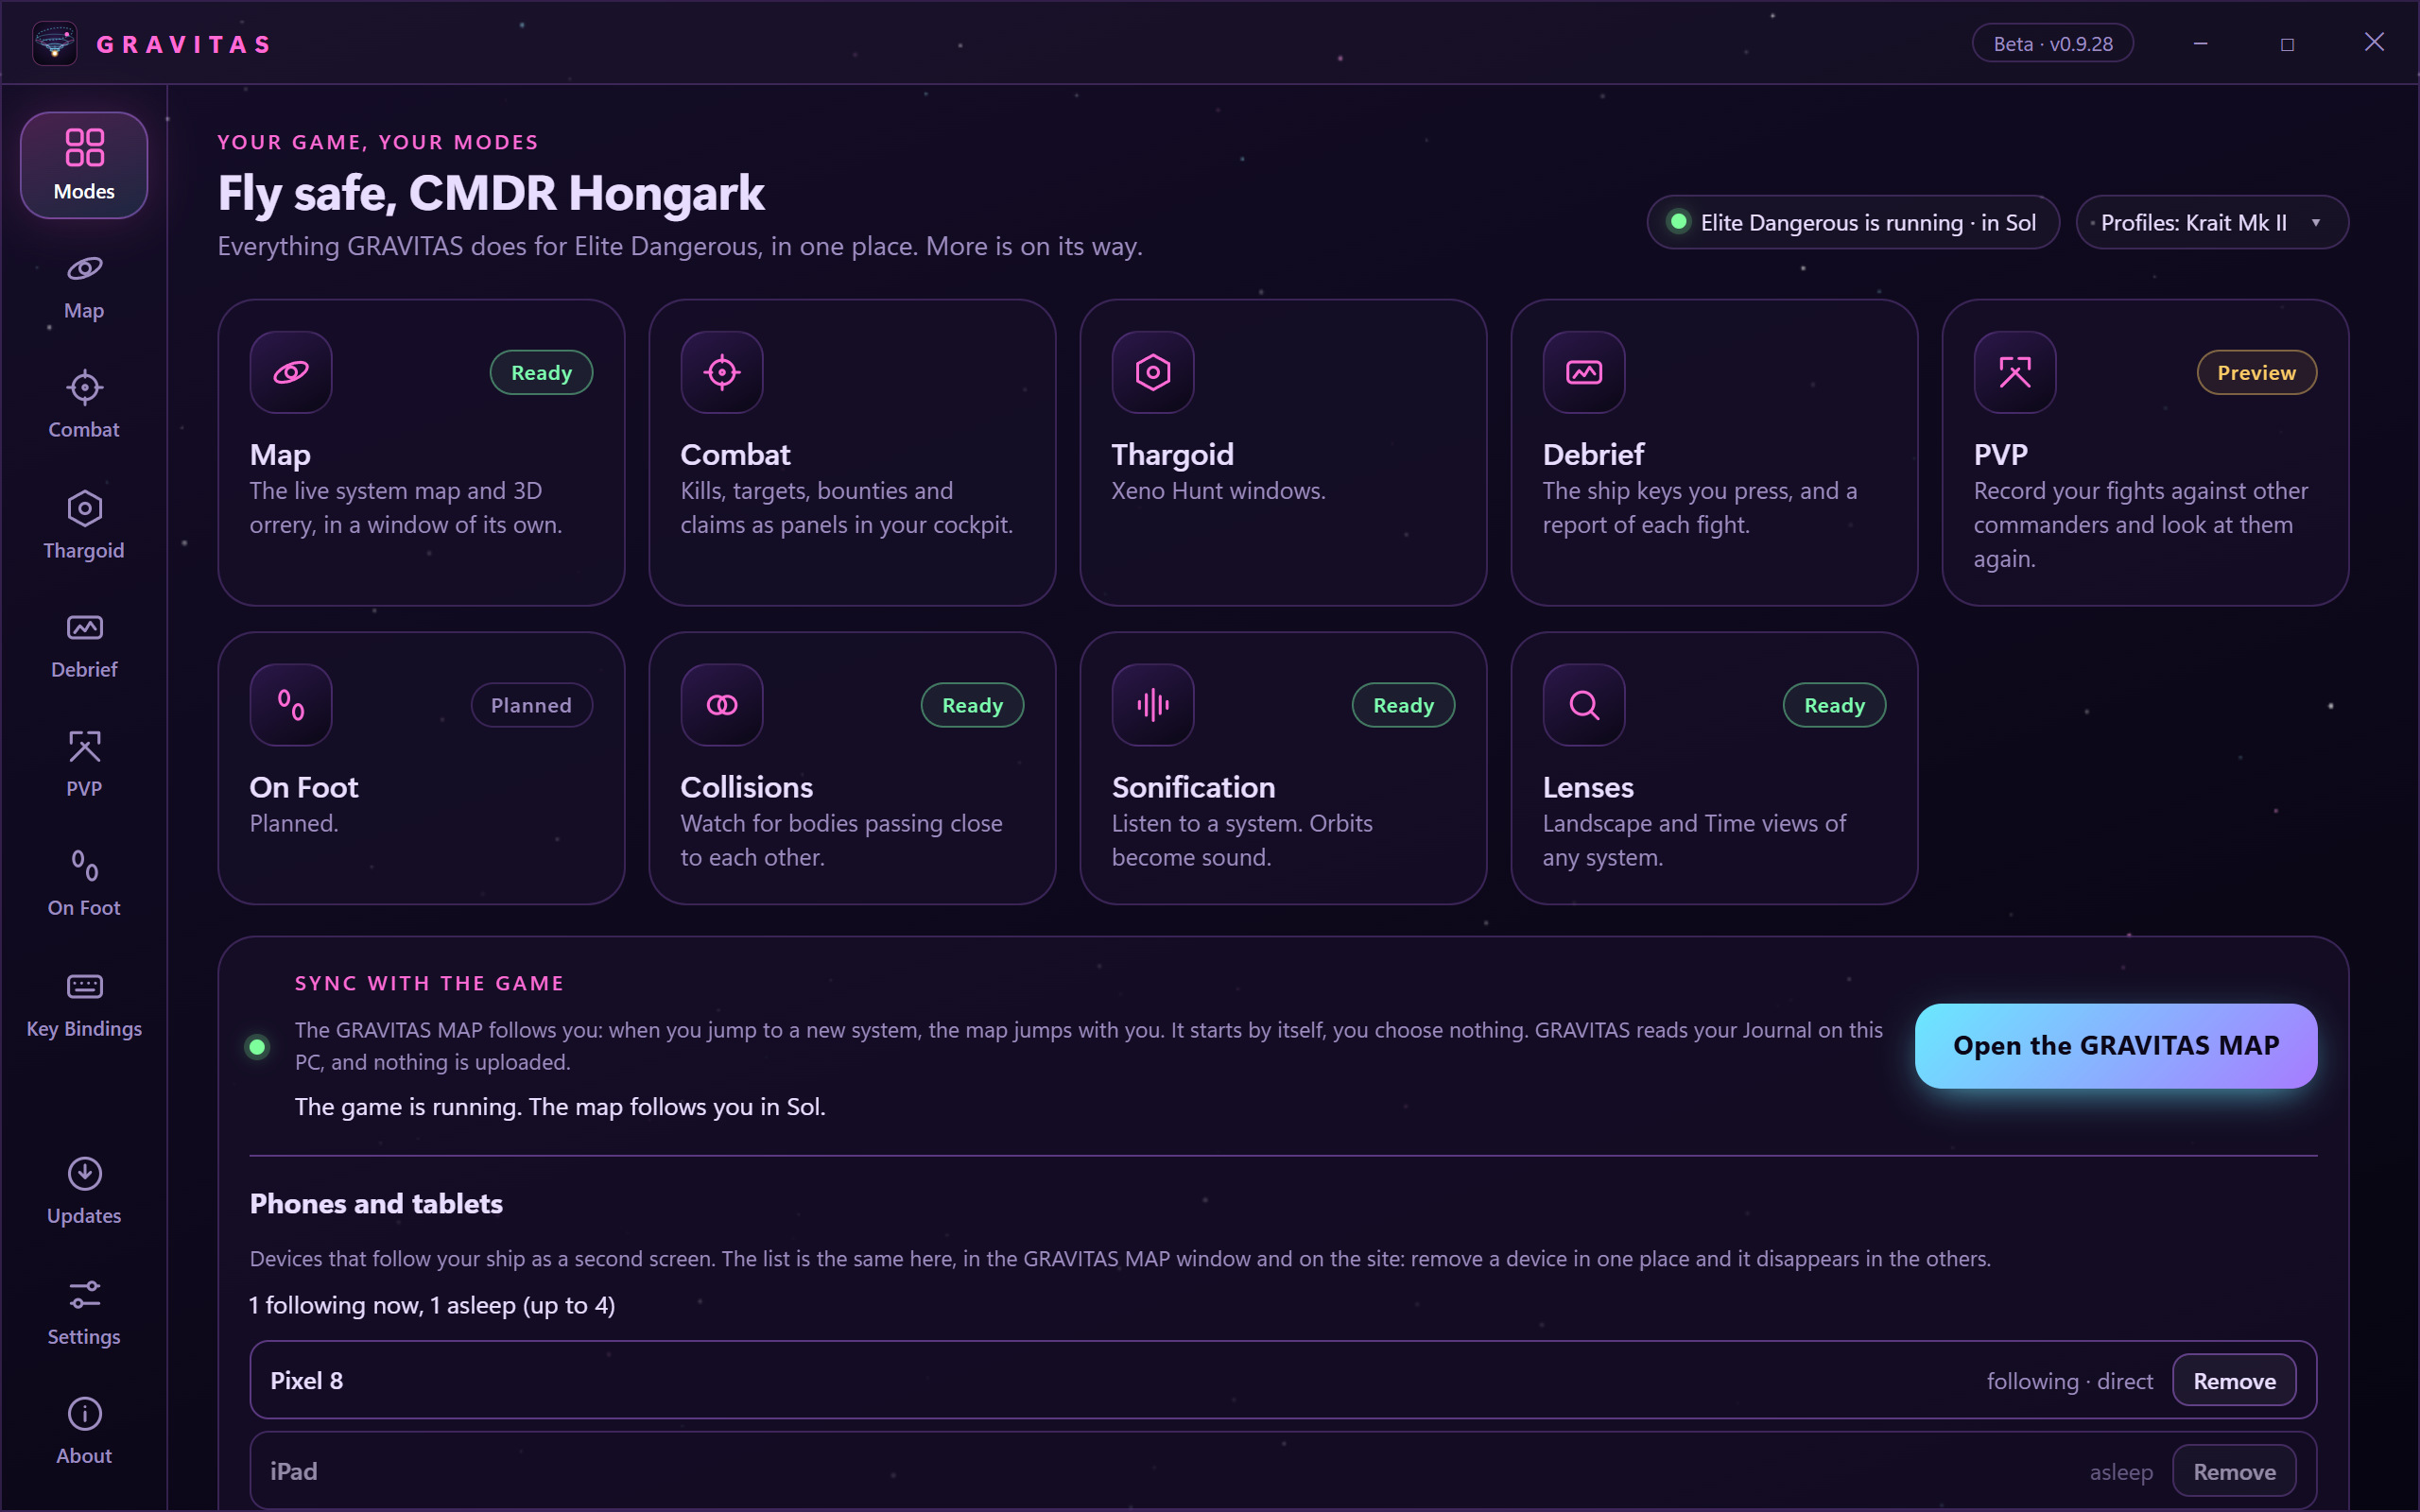 GRAVITAS
Beta · v0.9.28
Modes
Map
Combat
Thargoid
Debrief
PVP
On Foot
Key Bindings
Updates
Settings
About
YOUR GAME, YOUR MODES
Fly safe, CMDR Hongark
Everything GRAVITAS does for Elite Dangerous, in one place. More is on its way.
Elite Dangerous is running · in Sol
Profiles: Krait Mk II
Ready
Map
The live system map and 3D
orrery, in a window of its own.
Combat
Kills, targets, bounties and
claims as panels in your cockpit.
Thargoid
Xeno Hunt windows.
Debrief
The ship keys you press, and a
report of each fight.
Preview
PVP
Record your fights against other
commanders and look at them
again.
Planned
On Foot
Planned.
Ready
Collisions
Watch for bodies passing close
to each other.
Ready
Sonification
Listen to a system. Orbits
become sound.
Ready
Lenses
Landscape and Time views of
any system.
SYNC WITH THE GAME
The GRAVITAS MAP follows you: when you jump to a new system, the map jumps with you. It starts by itself, you choose nothing. GRAVITAS reads your Journal on this
PC, and nothing is uploaded.
The game is running. The map follows you in Sol.
Open the GRAVITAS MAP
Phones and tablets
Devices that follow your ship as a second screen. The list is the same here, in the GRAVITAS MAP window and on the site: remove a device in one place and it disappears in the others.
1 following now, 1 asleep (up to 4)
Pixel 8
following · direct
Remove
iPad
asleep
Remove